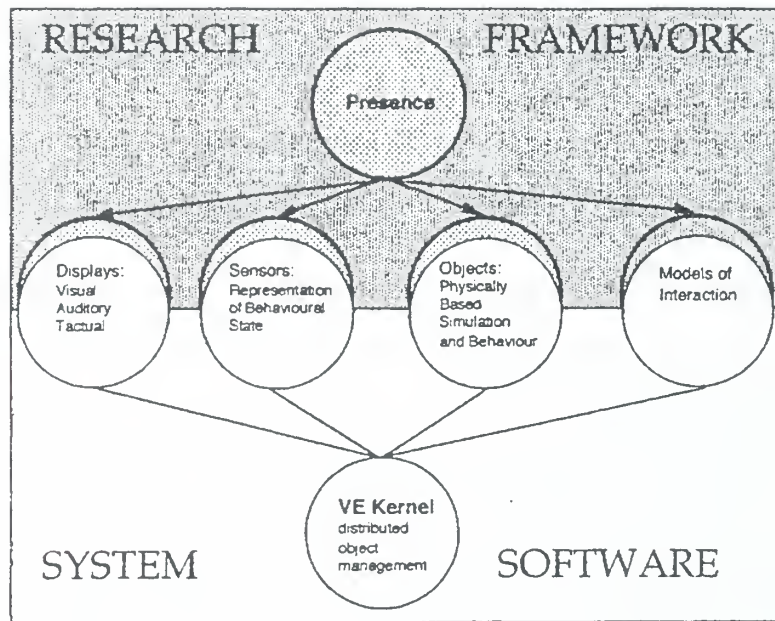 RESEARCH FRAMEWORK
Presence
Displays:
Visual
Auditory
Tactual
Sensors:
Representation
of Behavioural
State
Objects:
Physically
Based
Simulation
and Behaviour
Models of
Interaction
VE Kernel
distributed
object
management
SYSTEM SOFTWARE